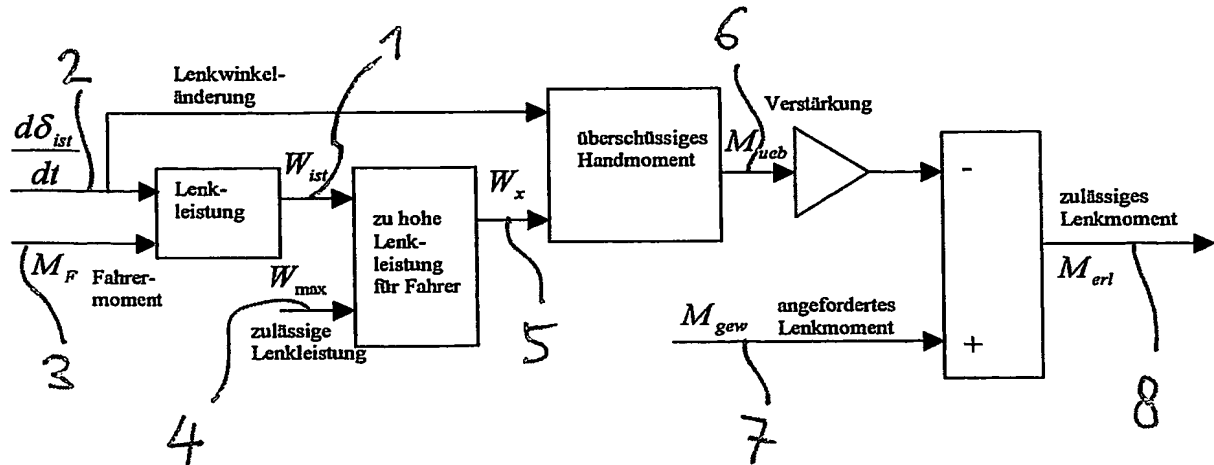 2
1
6
Lenkwinkel-
änderung
Verstärkung
dδ_ist
dt
W_ist
Lenk-
leistung
überschüssiges
Handmoment
M_ueb
-
W_x
zu hohe
Lenk-
leistung
für Fahrer
zulässiges
Lenkmoment
M_F Fahrer-
moment
W_max
M_erl
zulässige
Lenkleistung
M_gew
angefordertes
Lenkmoment
+
3
4
5
7
8